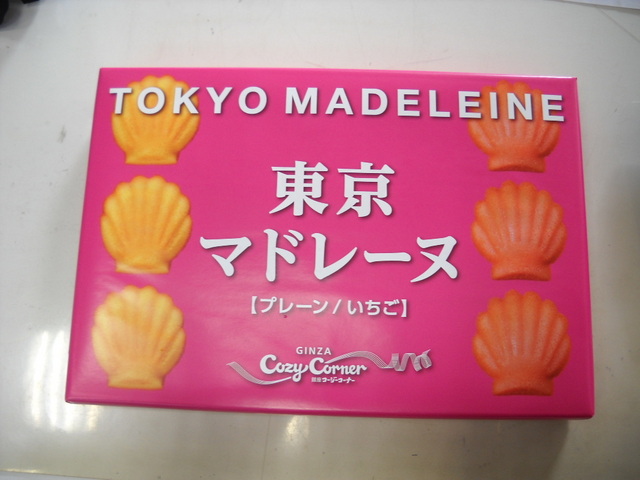 TOKYO MADELEINE
東京
マドレーヌ
【プレーン/いちご】
GINZA
Cozy Corner
銀座コージーコーナー